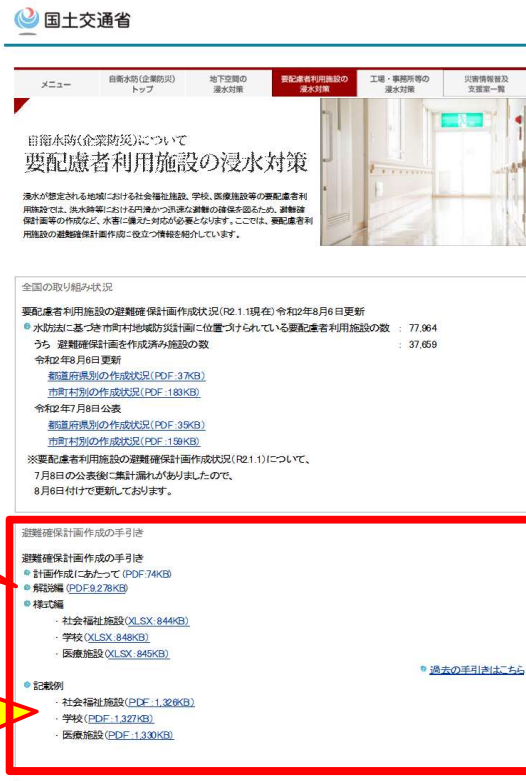 国土交通省
メニュー
自衛水防(企業防災)
トップ
地下空間の
浸水対策
要配慮者利用施設の
浸水対策
工場・事業所等の
浸水対策
災害情報普及
支援室一覧
自衛水防(企業防災)について
要配慮者利用施設の浸水対策
浸水が想定される地域における社会福祉施設、学校、医療施設等の要配慮者利
用施設では、洪水時等における円滑かつ迅速な避難の確保を図るため、避難確
保計画等の作成など、水害に備えた対応が必要となります。ここでは、要配慮者利
用施設の避難確保計画作成に役立つ情報を紹介しています。
全国の取り組み状況
要配慮者利用施設の避難確保計画作成状況(R2.1.1現在)令和2年8月6日更新
水防法に基づき市町村地域防災計画に位置づけられている要配慮者利用施設の数 : 77,964
うち 避難確保計画を作成済み施設の数 : 37,659
令和2年8月6日更新
都道府県別の作成状況(PDF:37KB)
市町村別の作成状況(PDF:183KB)
令和2年7月8日公表
都道府県別の作成状況(PDF:35KB)
市町村別の作成状況(PDF:159KB)
※要配慮者利用施設の避難確保計画作成状況(R2.1.1)について、
7月8日の公表後に集計漏れがありましたので、
8月6日付けで更新しております。
避難確保計画作成の手引き
避難確保計画作成の手引き
計画作成にあたって(PDF:74KB)
解説編(PDF:9,278KB)
様式編
・社会福祉施設(XLSX:844KB)
・学校(XLSX:848KB)
・医療施設(XLSX:845KB)
過去の手引きはこちら
記載例
・社会福祉施設(PDF:1,326KB)
・学校(PDF:1,327KB)
・医療施設(PDF:1,330KB)